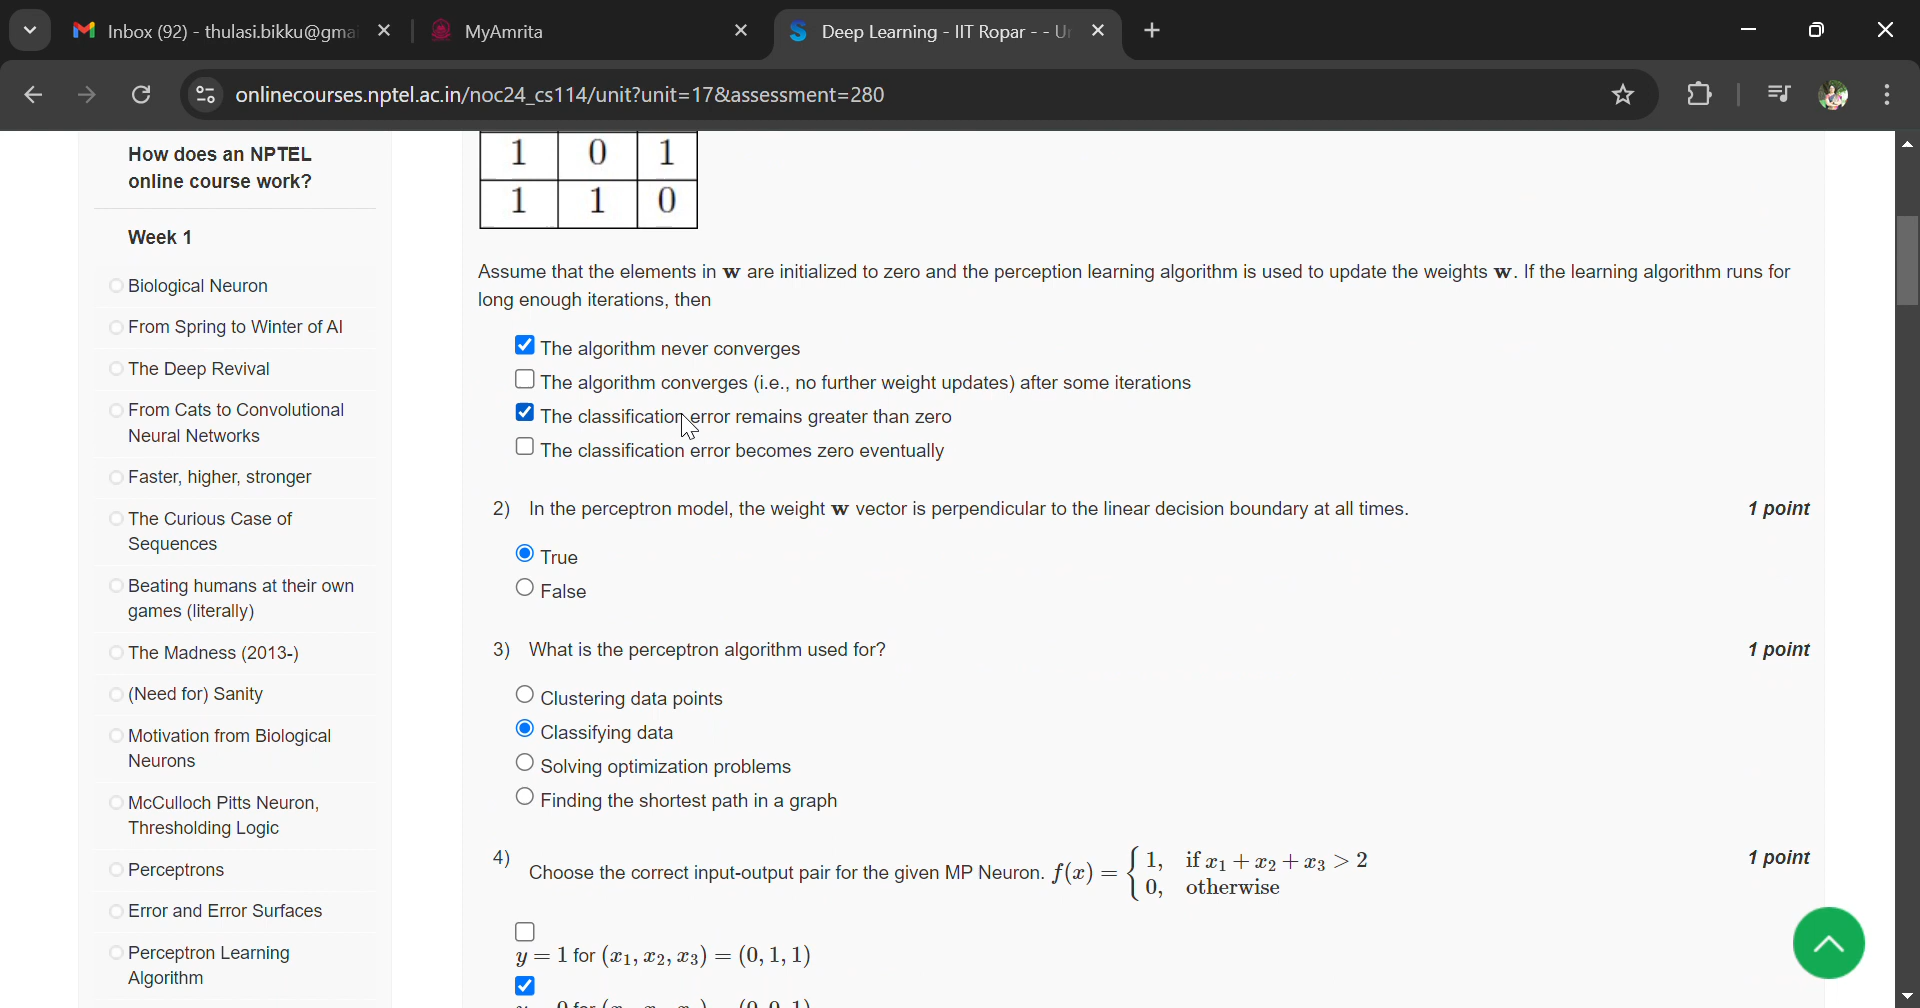 Inbox (92) - thulasi.bikku@gma
MyAmrita
Deep Learning - IIT Ropar - - Ur
onlinecourses.nptel.ac.in/noc24_cs114/unit?unit=17&assessment=280
How does an NPTEL
online course work?
Week 1
Biological Neuron
From Spring to Winter of AI
The Deep Revival
From Cats to Convolutional
Neural Networks
Faster, higher, stronger
The Curious Case of
Sequences
Beating humans at their own
games (literally)
The Madness (2013-)
(Need for) Sanity
Motivation from Biological
Neurons
McCulloch Pitts Neuron,
Thresholding Logic
Perceptrons
Error and Error Surfaces
Perceptron Learning
Algorithm
1 0 1
1 1 0
Assume that the elements in w are initialized to zero and the perception learning algorithm is used to update the weights w. If the learning algorithm runs for
long enough iterations, then
The algorithm never converges
The algorithm converges (i.e., no further weight updates) after some iterations
The classification error remains greater than zero
The classification error becomes zero eventually
2) In the perceptron model, the weight w vector is perpendicular to the linear decision boundary at all times. 1 point
True
False
3) What is the perceptron algorithm used for? 1 point
Clustering data points
Classifying data
Solving optimization problems
Finding the shortest path in a graph
4) Choose the correct input-output pair for the given MP Neuron. f(x) = { 1, if x₁ + x₂ + x₃ > 2 1 point
0, otherwise
y = 1 for (x₁, x₂, x₃) = (0, 1, 1)